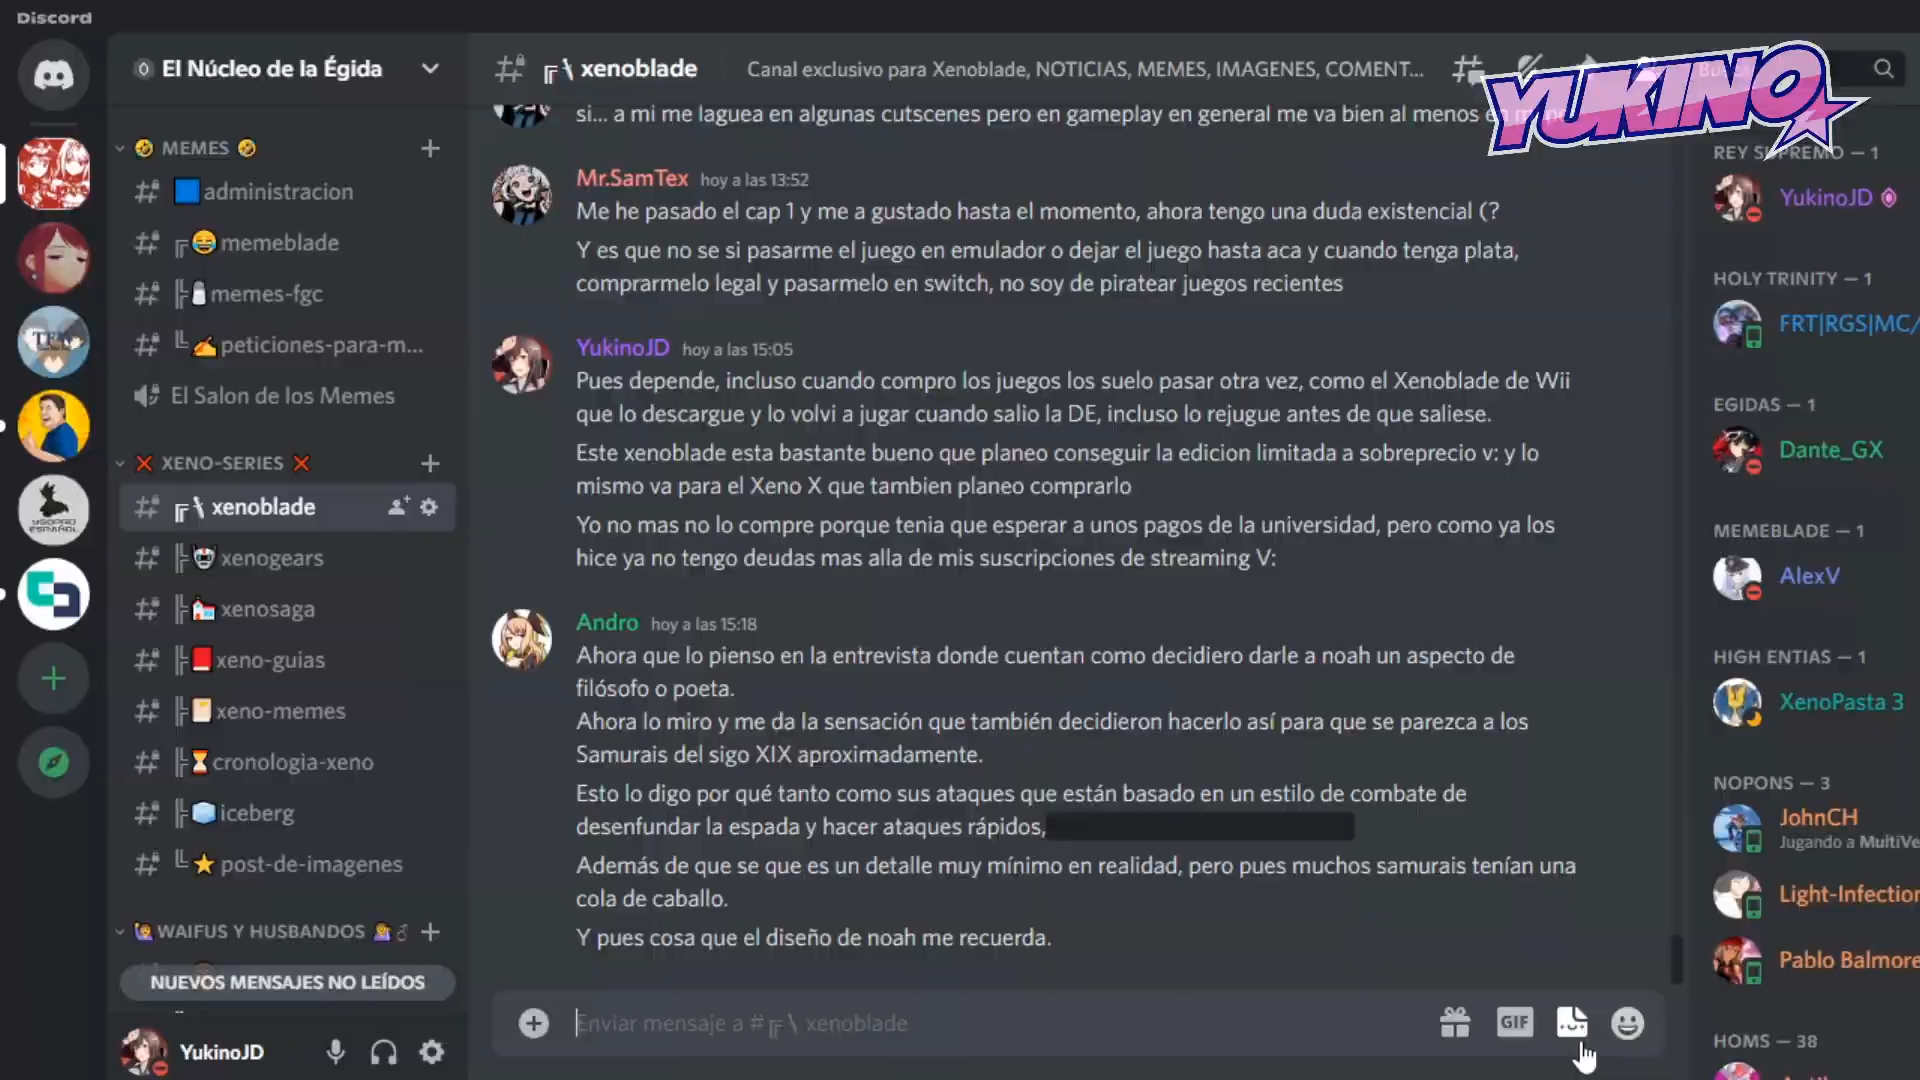 Discord
El Núcleo de la Égida
MEMES
administracion
memeblade
memes-fgc
peticiones-para-m...
El Salon de los Memes
XENO-SERIES
xenoblade
xenogears
xenosaga
xeno-guias
xeno-memes
cronologia-xeno
iceberg
post-de-imagenes
WAIFUS Y HUSBANDOS
NUEVOS MENSAJES NO LEÍDOS
YukinoJD
xenoblade
Canal exclusivo para Xenoblade, NOTICIAS, MEMES, IMAGENES, COMENT...
YUKINO
si... a mi me laguea en algunas cutscenes pero en gameplay en general me va bien al menos
Mr.SamTex hoy a las 13:52
Me he pasado el cap 1 y me a gustado hasta el momento, ahora tengo una duda existencial (?
Y es que no se si pasarme el juego en emulador o dejar el juego hasta aca y cuando tenga plata,
comprarmelo legal y pasarmelo en switch, no soy de piratear juegos recientes
YukinoJD hoy a las 15:05
Pues depende, incluso cuando compro los juegos los suelo pasar otra vez, como el Xenoblade de Wii
que lo descargue y lo volvi a jugar cuando salio la DE, incluso lo rejugue antes de que saliese.
Este xenoblade esta bastante bueno que planeo conseguir la edicion limitada a sobreprecio v: y lo
mismo va para el Xeno X que tambien planeo comprarlo
Yo no mas no lo compre porque tenia que esperar a unos pagos de la universidad, pero como ya los
hice ya no tengo deudas mas alla de mis suscripciones de streaming V:
Andro hoy a las 15:18
Ahora que lo pienso en la entrevista donde cuentan como decidiero darle a noah un aspecto de
filósofo o poeta.
Ahora lo miro y me da la sensación que también decidieron hacerlo así para que se parezca a los
Samurais del sigo XIX aproximadamente.
Esto lo digo por qué tanto como sus ataques que están basado en un estilo de combate de
desenfundar la espada y hacer ataques rápidos,
Además de que se que es un detalle muy mínimo en realidad, pero pues muchos samurais tenían una
cola de caballo.
Y pues cosa que el diseño de noah me recuerda.
Enviar mensaje a # xenoblade
GIF
REY SUPREMO — 1
YukinoJD
HOLY TRINITY — 1
FRT|RGS|MC/
EGIDAS — 1
Dante_GX
MEMEBLADE — 1
AlexV
HIGH ENTIAS — 1
XenoPasta 3
NOPONS — 3
JohnCH
Jugando a MultiVe
Light-Infection
Pablo Balmore
HOMS — 38